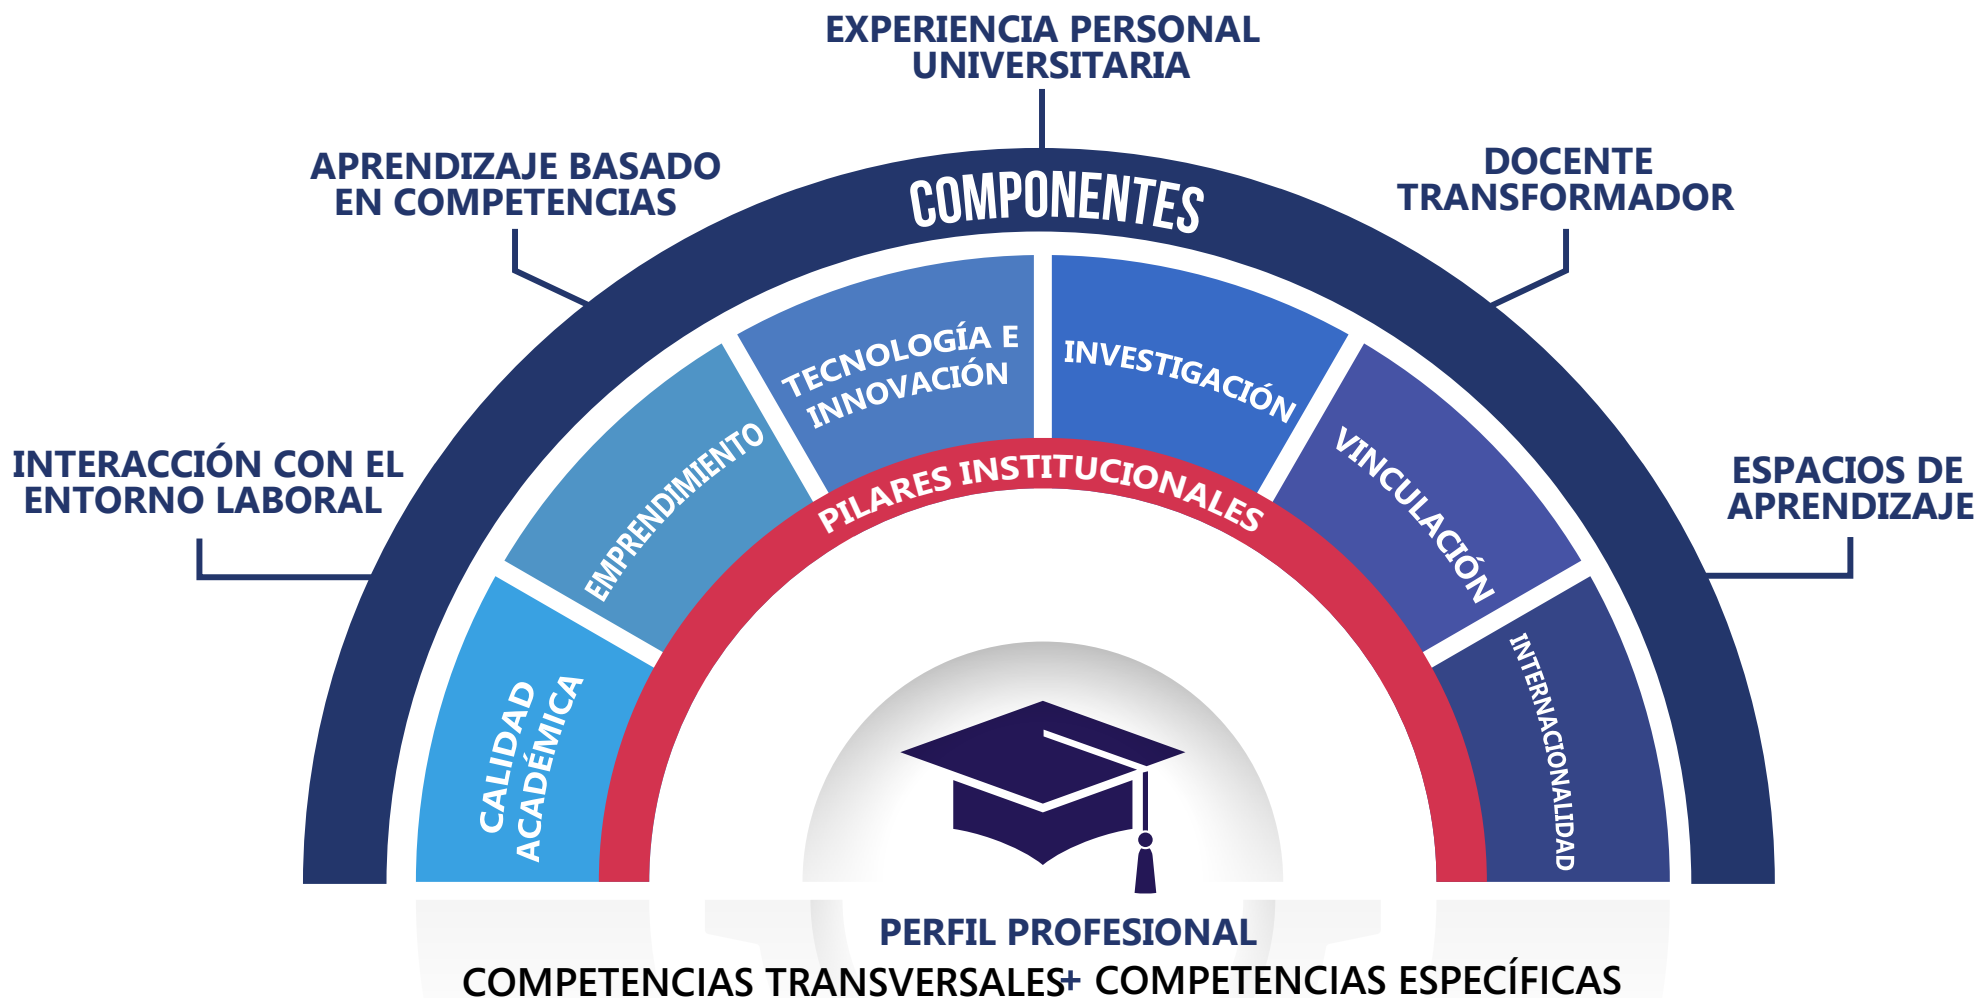 EXPERIENCIA PERSONAL
UNIVERSITARIA
APRENDIZAJE BASADO
EN COMPETENCIAS
DOCENTE
TRANSFORMADOR
INTERACCIÓN CON EL
ENTORNO LABORAL
ESPACIOS DE
APRENDIZAJE
COMPONENTES
CALIDAD
ACADÉMICA
EMPRENDIMIENTO
TECNOLOGÍA E
INNOVACIÓN
INVESTIGACIÓN
VINCULACIÓN
INTERNACIONALIDAD
PILARES INSTITUCIONALES
PERFIL PROFESIONAL
COMPETENCIAS TRANSVERSALES+ COMPETENCIAS ESPECÍFICAS